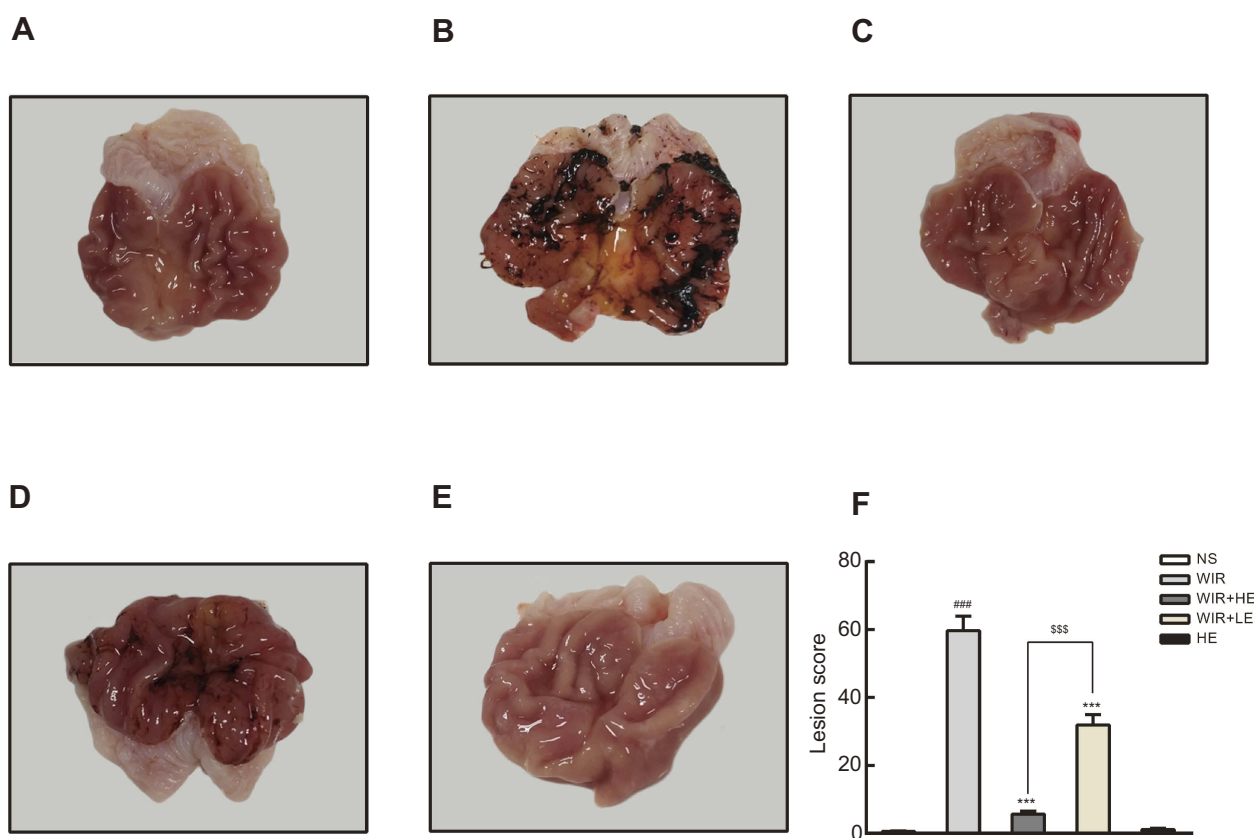 A
B
C
D
E
F
80
60
40
20
0
Lesion score
###
***
$$$
***
NS
WIR
WIR+HE
WIR+LE
HE